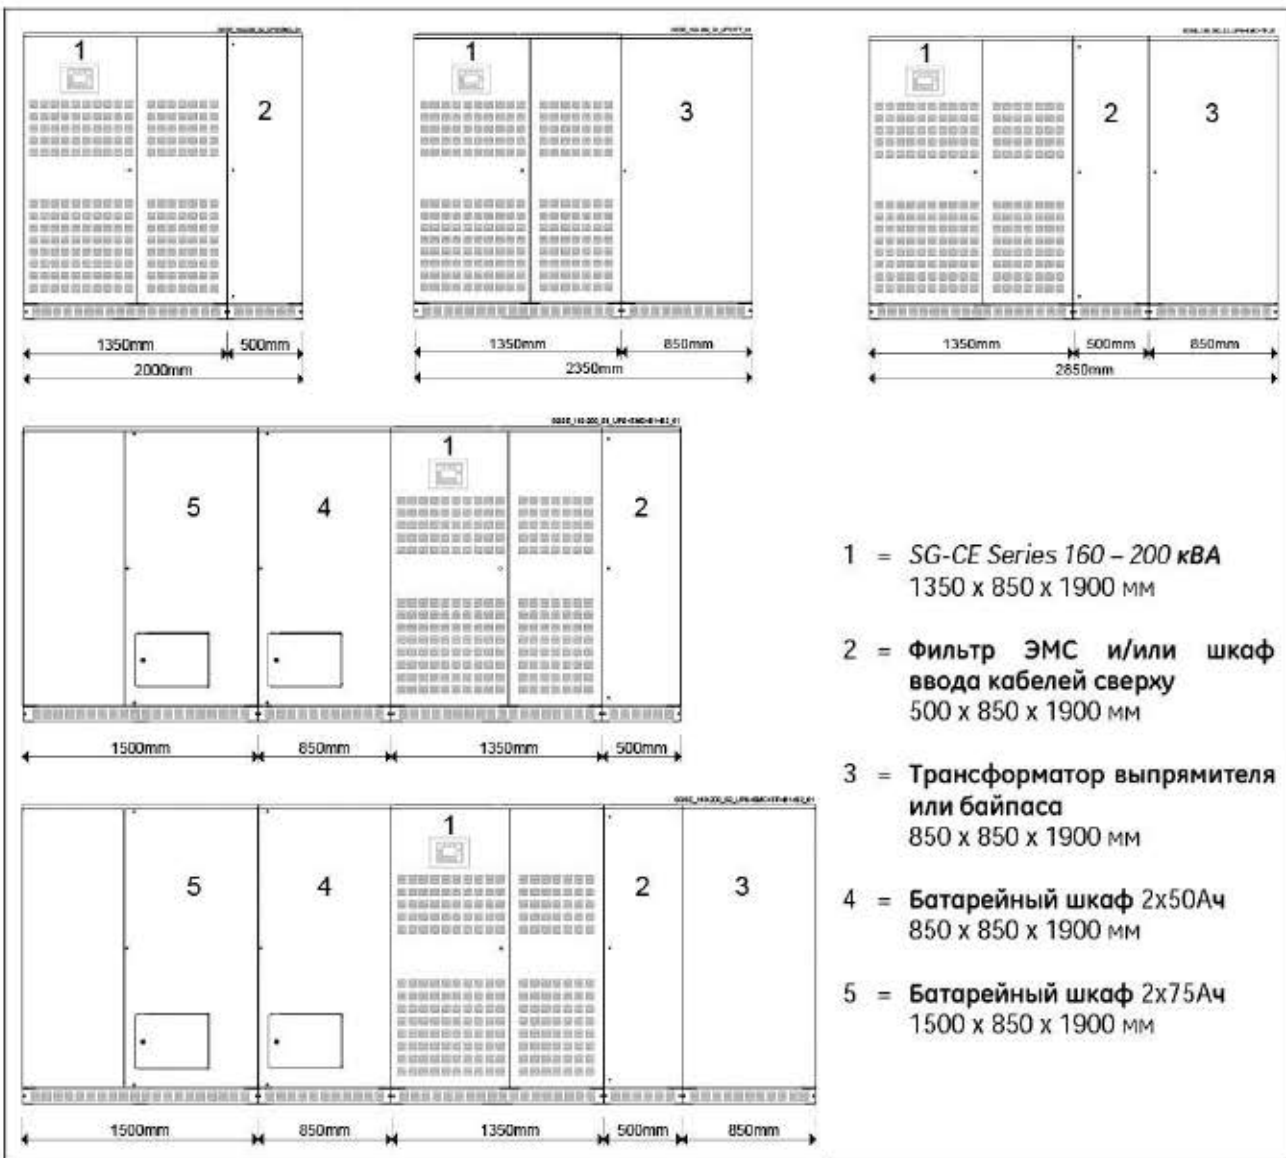 1
2
1350mm
500mm
2000mm
1
3
1350mm
850mm
2350mm
1
2
3
1350mm
500mm
850mm
2850mm
5
4
1
2
1500mm
850mm
1350mm
500mm
5
4
1
2
3
1500mm
850mm
1350mm
500mm
850mm
1 = SG-CE Series 160 – 200 кВА
1350 x 850 x 1900 мм
2 = Фильтр ЭМС и/или шкаф
ввода кабелей сверху
500 x 850 x 1900 мм
3 = Трансформатор выпрямителя
или байпаса
850 x 850 x 1900 мм
4 = Батарейный шкаф 2x50Ач
850 x 850 x 1900 мм
5 = Батарейный шкаф 2x75Ач
1500 x 850 x 1900 мм